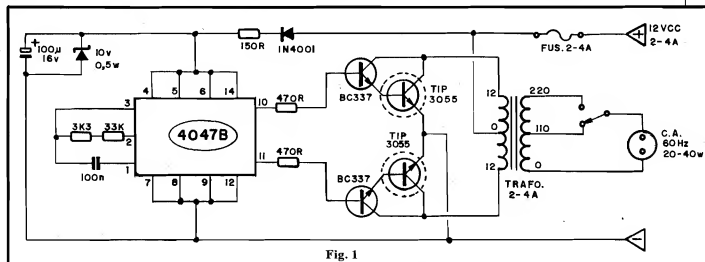 100µ
16v
10v
0,5w
150R
1N4001
FUS. 2-4A
12VCC
2-4A
4
5
6
14
3
2
1
10
11
7
8
9
12
4047B
3K3
33K
100n
470R
470R
BC337
TIP
3055
TIP
3055
BC337
12
0
12
220
110
0
TRAFO.
2-4A
C.A.
60Hz
20-40w
Fig. 1